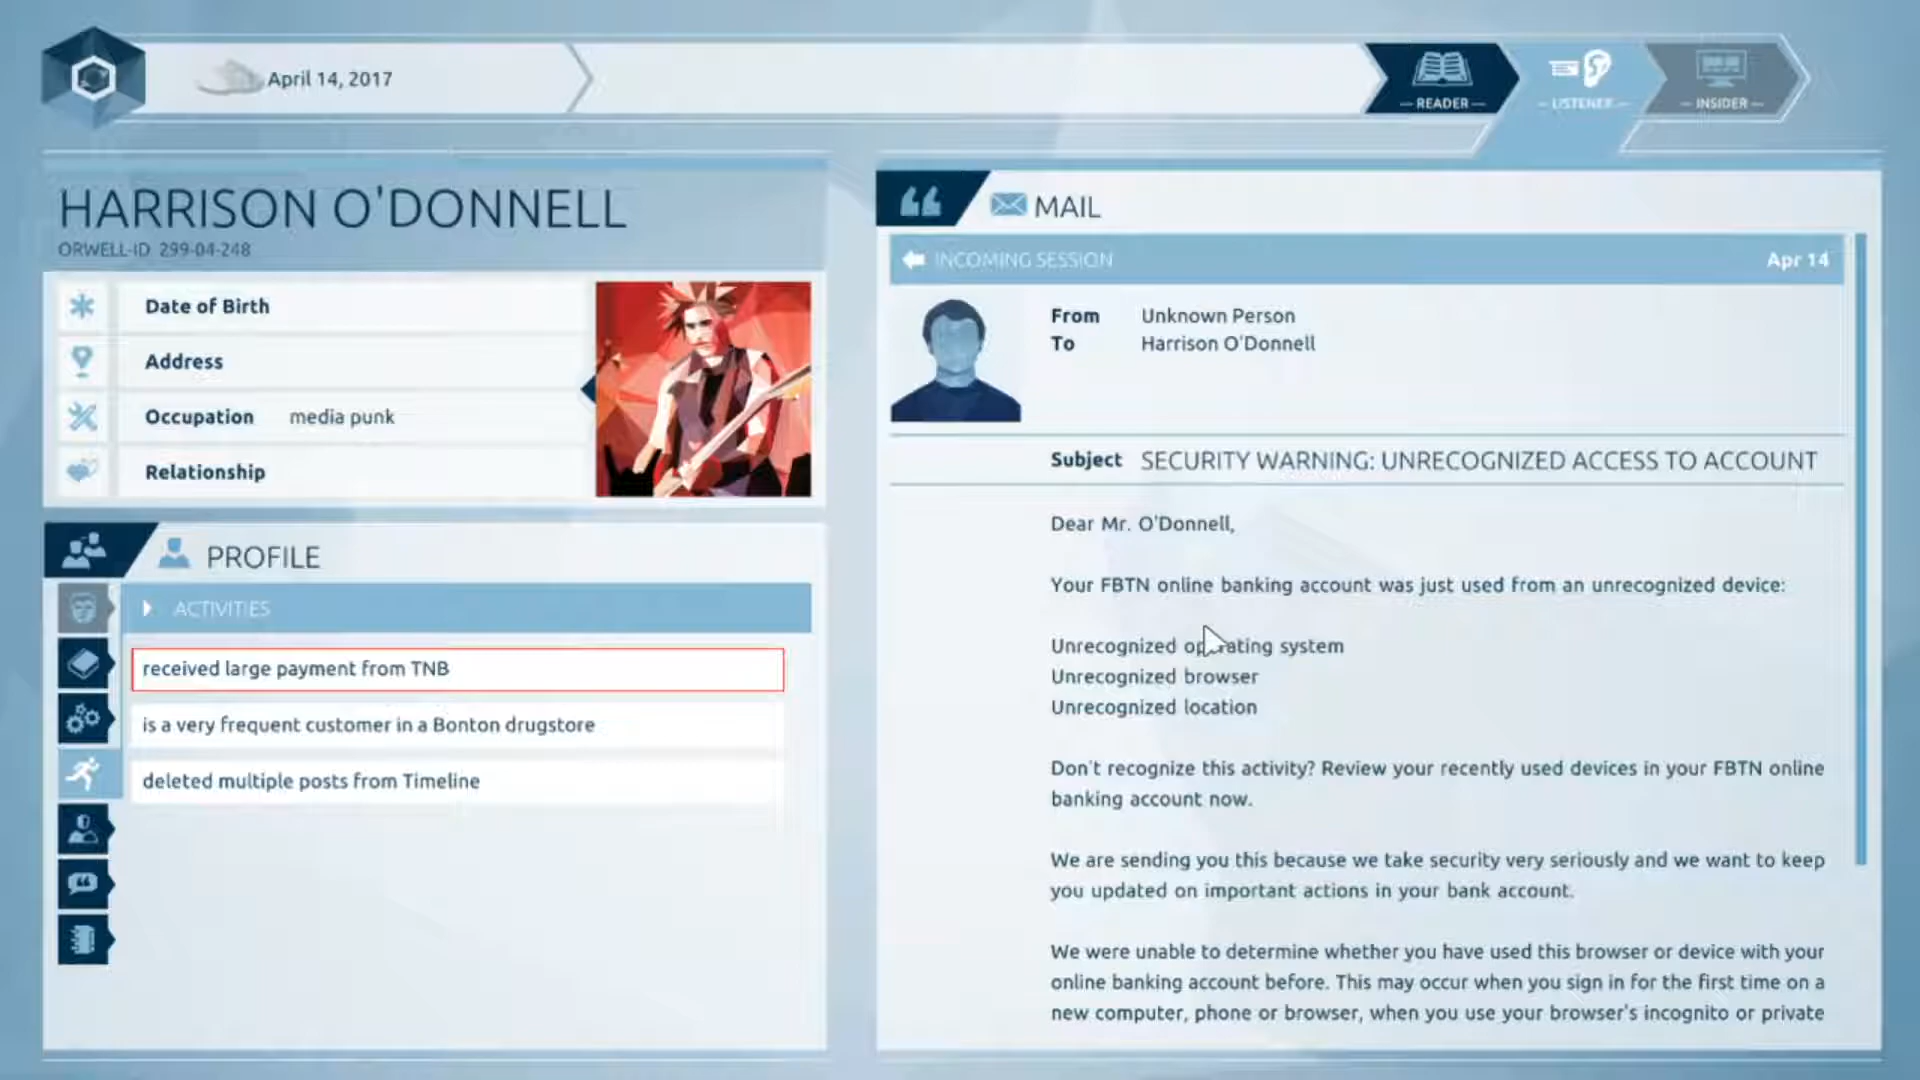 April 14, 2017
READER
LISTENER
INSIDER
HARRISON O'DONNELL
ORWELL-ID 299-04-248
Date of Birth
Address
Occupation media punk
Relationship
PROFILE
ACTIVITIES
received large payment from TNB
is a very frequent customer in a Bonton drugstore
deleted multiple posts from Timeline
MAIL
INCOMING SESSION Apr 14
From Unknown Person
To Harrison O'Donnell
Subject SECURITY WARNING: UNRECOGNIZED ACCESS TO ACCOUNT
Dear Mr. O'Donnell,
Your FBTN online banking account was just used from an unrecognized device:
Unrecognized operating system
Unrecognized browser
Unrecognized location
Don't recognize this activity? Review your recently used devices in your FBTN online
banking account now.
We are sending you this because we take security very seriously and we want to keep
you updated on important actions in your bank account.
We were unable to determine whether you have used this browser or device with your
online banking account before. This may occur when you sign in for the first time on a
new computer, phone or browser, when you use your browser's incognito or private